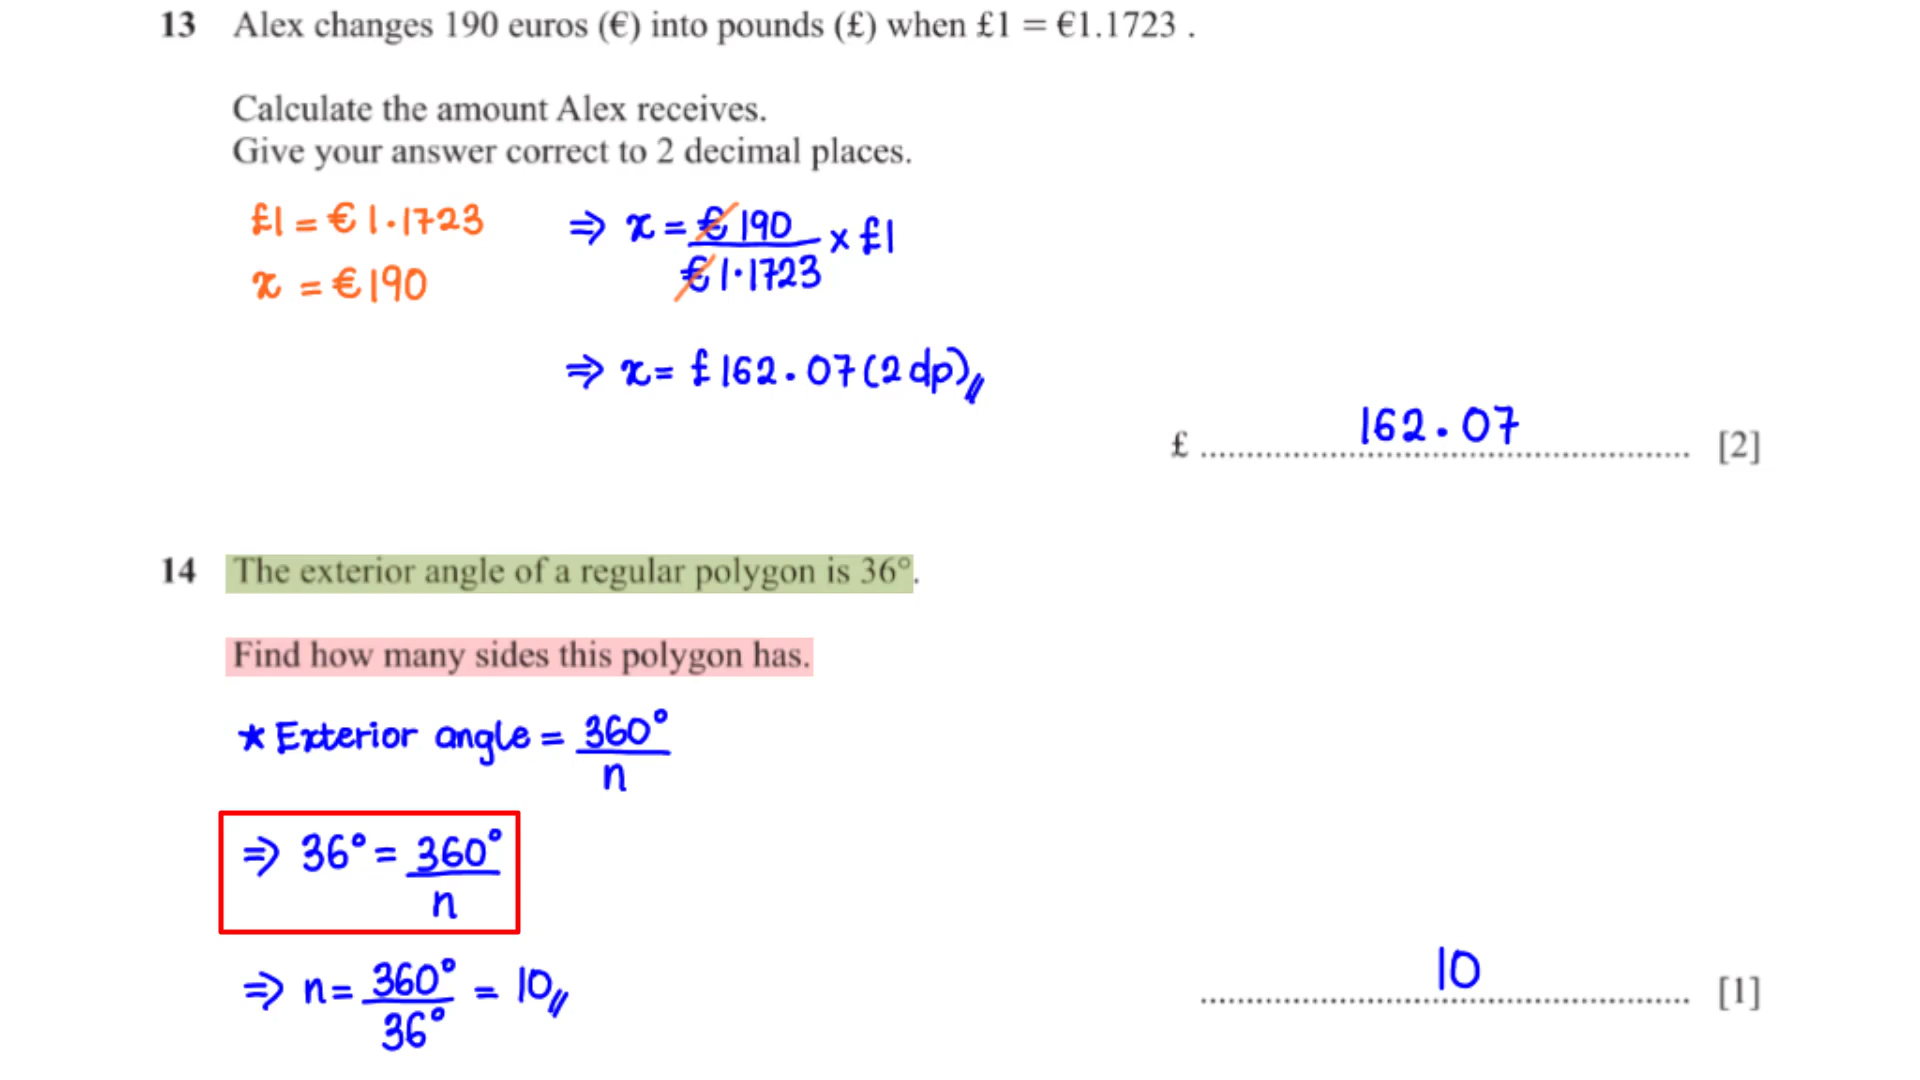 13 Alex changes 190 euros (€) into pounds (£) when £1 = €1.1723 .
Calculate the amount Alex receives.
Give your answer correct to 2 decimal places.
£1 = €1.1723
x = €190
⇒ x = €190 / €1.1723 × £1
⇒ x = £162.07 (2dp)//
£ 162.07 [2]
14 The exterior angle of a regular polygon is 36°.
Find how many sides this polygon has.
* Exterior angle = 360° / n
⇒ 36° = 360° / n
⇒ n = 360° / 36° = 10//
10 [1]